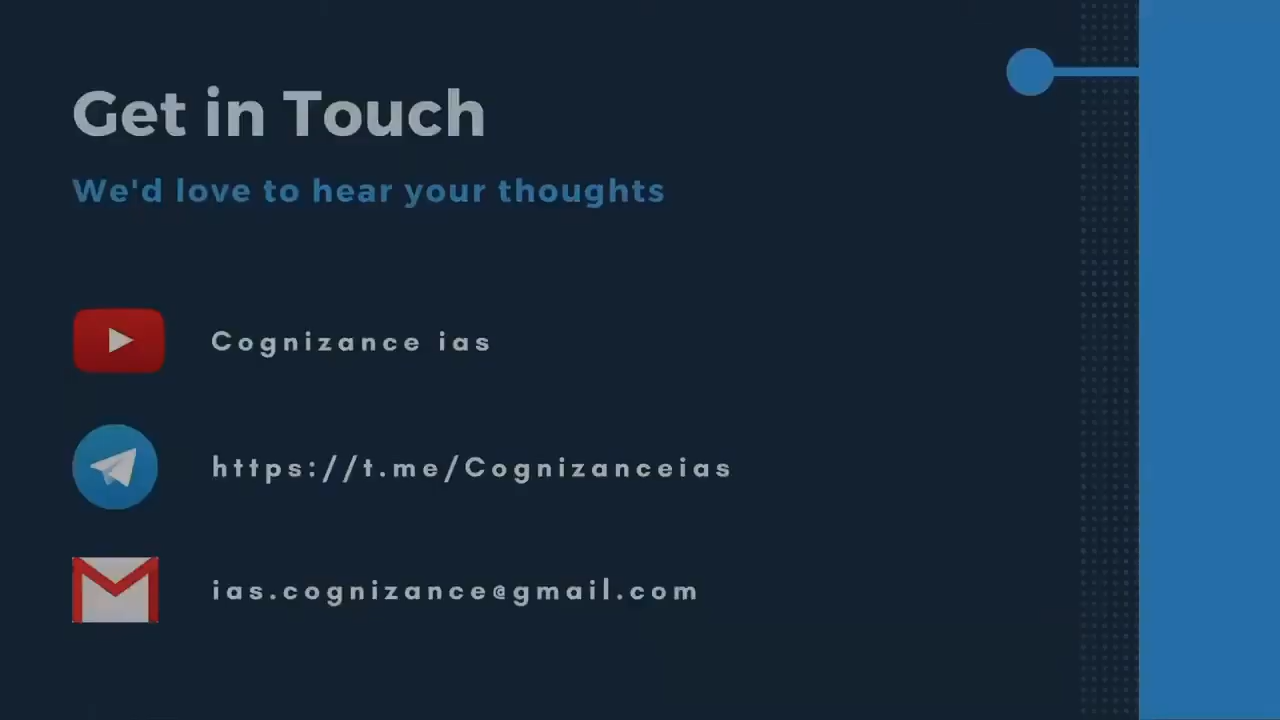 Get in Touch
We'd love to hear your thoughts
Cognizance ias
https://t.me/Cognizanceias
ias.cognizance@gmail.com